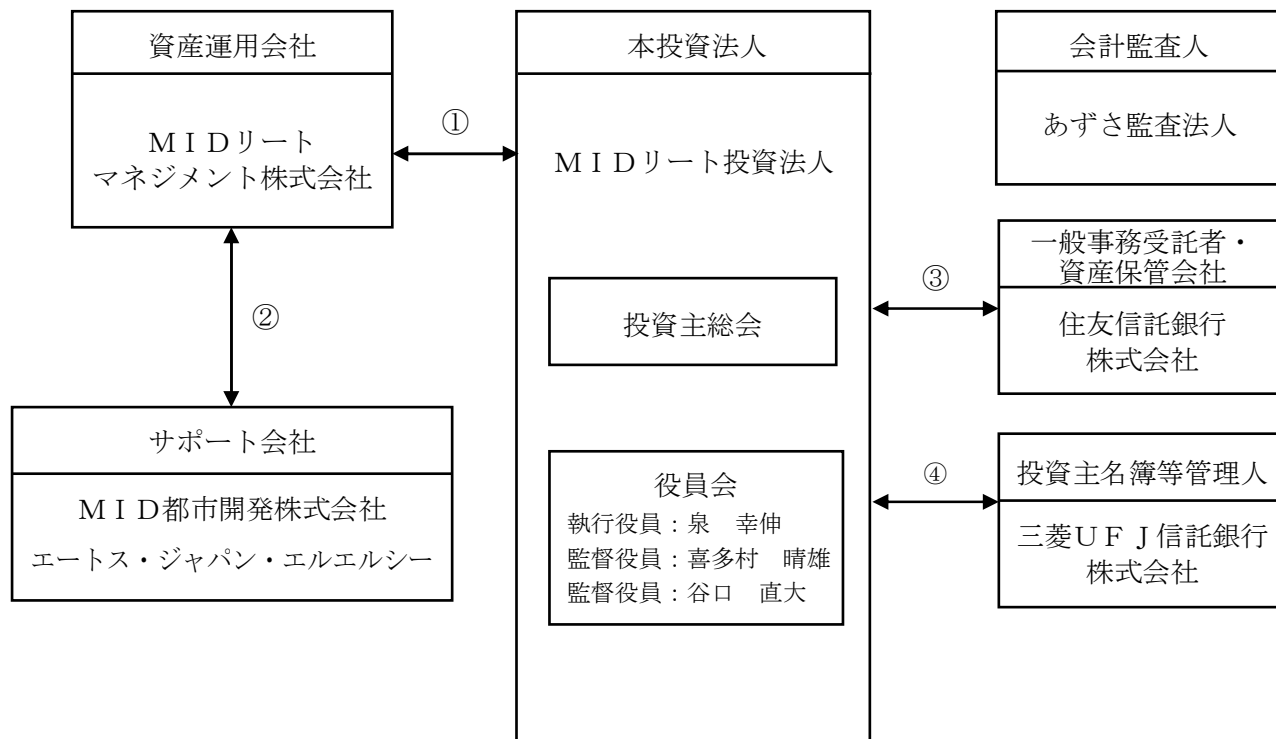 資産運用会社
MIDリート
マネジメント株式会社
①
②
サポート会社
MID都市開発株式会社
エートス・ジャパン・エルエルシー
本投資法人
MIDリート投資法人
投資主総会
役員会
執行役員：泉　幸伸
監督役員：喜多村　晴雄
監督役員：谷口　直大
会計監査人
あずさ監査法人
③
一般事務受託者・
資産保管会社
住友信託銀行
株式会社
④
投資主名簿等管理人
三菱UFJ信託銀行
株式会社